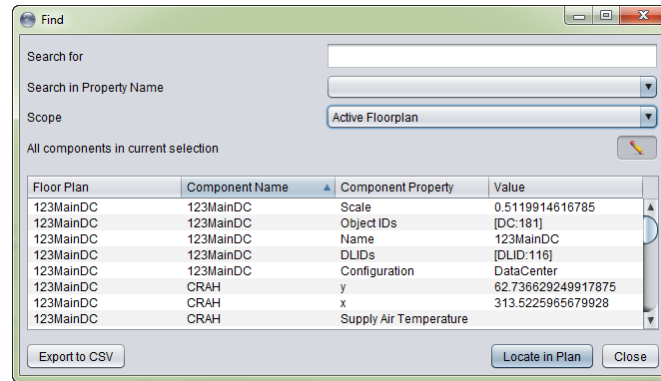 Find
Search for
Search in Property Name
Scope Active Floorplan
All components in current selection
Floor Plan Component Name Component Property Value
123MainDC 123MainDC Scale 0.5119914616785
123MainDC 123MainDC Object IDs [DC:181]
123MainDC 123MainDC Name 123MainDC
123MainDC 123MainDC DLIDs [DLID:116]
123MainDC 123MainDC Configuration DataCenter
123MainDC CRAH y 62.736629249917875
123MainDC CRAH x 313.5225965679928
123MainDC CRAH Supply Air Temperature
Export to CSV Locate in Plan Close